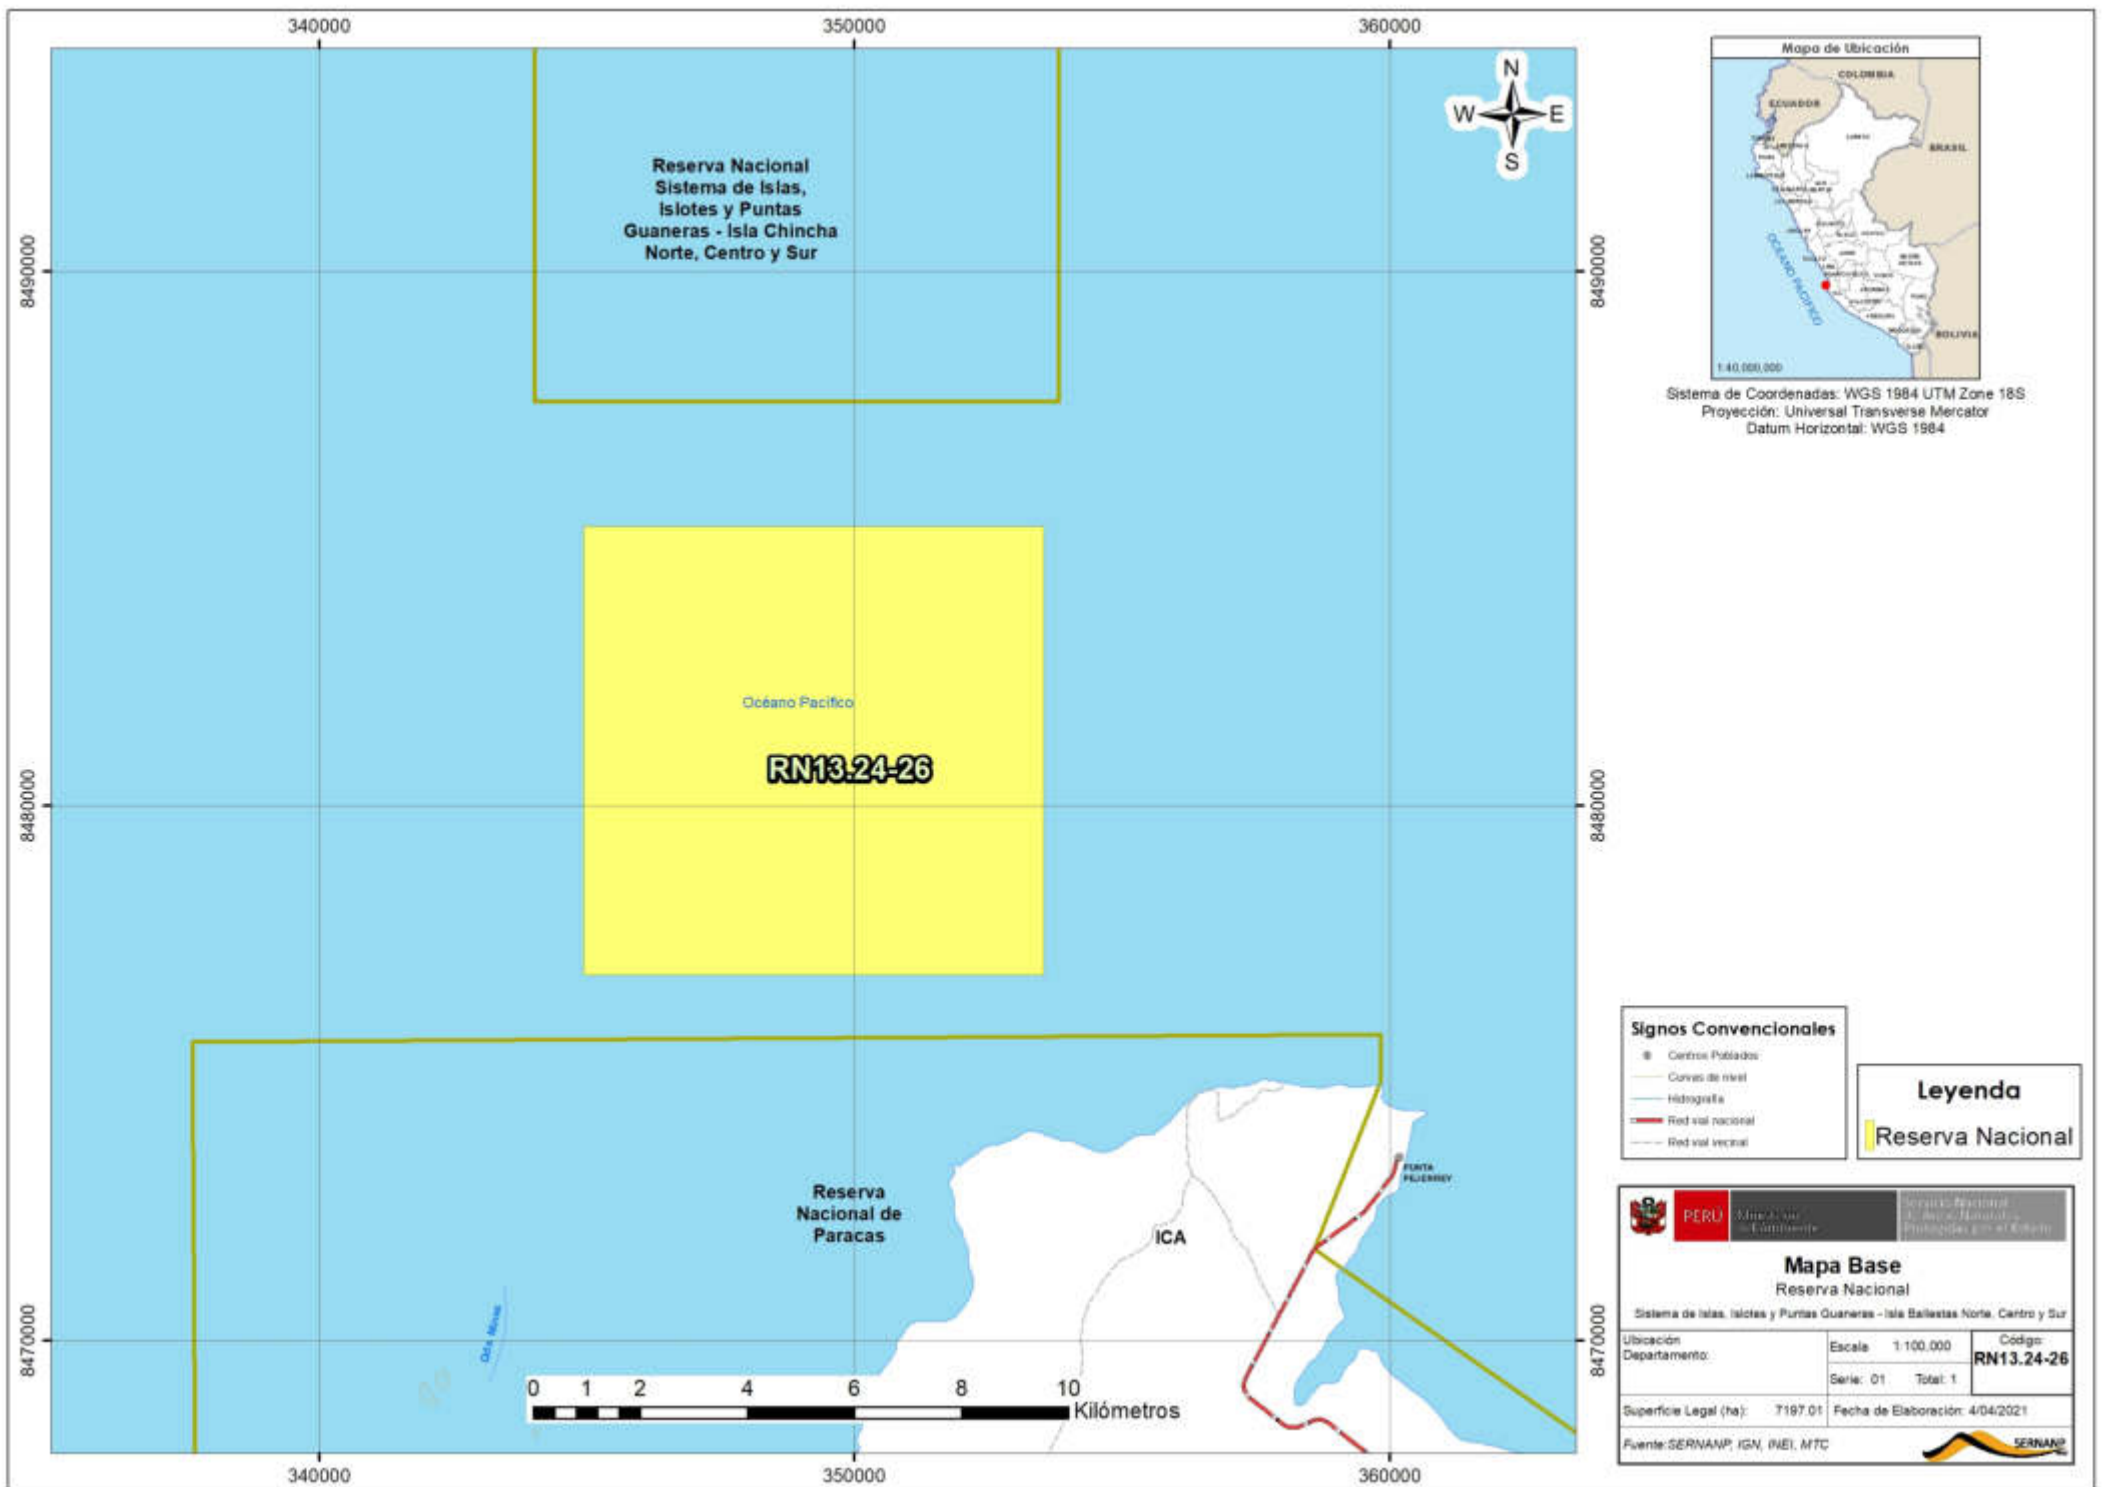 340000
350000
360000
N
W
E
S
Reserva Nacional
Sistema de Islas,
Islotes y Puntas
Guaneras - Isla Chincha
Norte, Centro y Sur
8490000
8490000
Océano Pacífico
RN13.24-26
8480000
8480000
Reserva
Nacional de
Paracas
ICA
PUNTA
PEJERREY
8470000
8470000
0 1 2 4 6 8 10
Kilómetros
340000
350000
360000
Mapa de Ubicación
COLOMBIA
ECUADOR
BRASIL
OCÉANO PACÍFICO
BOLIVIA
1:40,000,000
Sistema de Coordenadas: WGS 1984 UTM Zone 18S
Proyección: Universal Transverse Mercator
Datum Horizontal: WGS 1984
Signos Convencionales
Centros Poblados
Curvas de nivel
Hidrografía
Red vial nacional
Red vial vecinal
Leyenda
Reserva Nacional
PERÚ
Mapa Base
Reserva Nacional
Sistema de Islas, Islotes y Puntas Guaneras - Isla Ballestas Norte, Centro y Sur
Ubicación
Departamento:
Escala 1:100,000
Serie: 01 Total: 1
Código:
RN13.24-26
Superficie Legal (ha): 7197.01
Fecha de Elaboración: 4/04/2021
Fuente: SERNANP, IGN, INEI, MTC
SERNANP